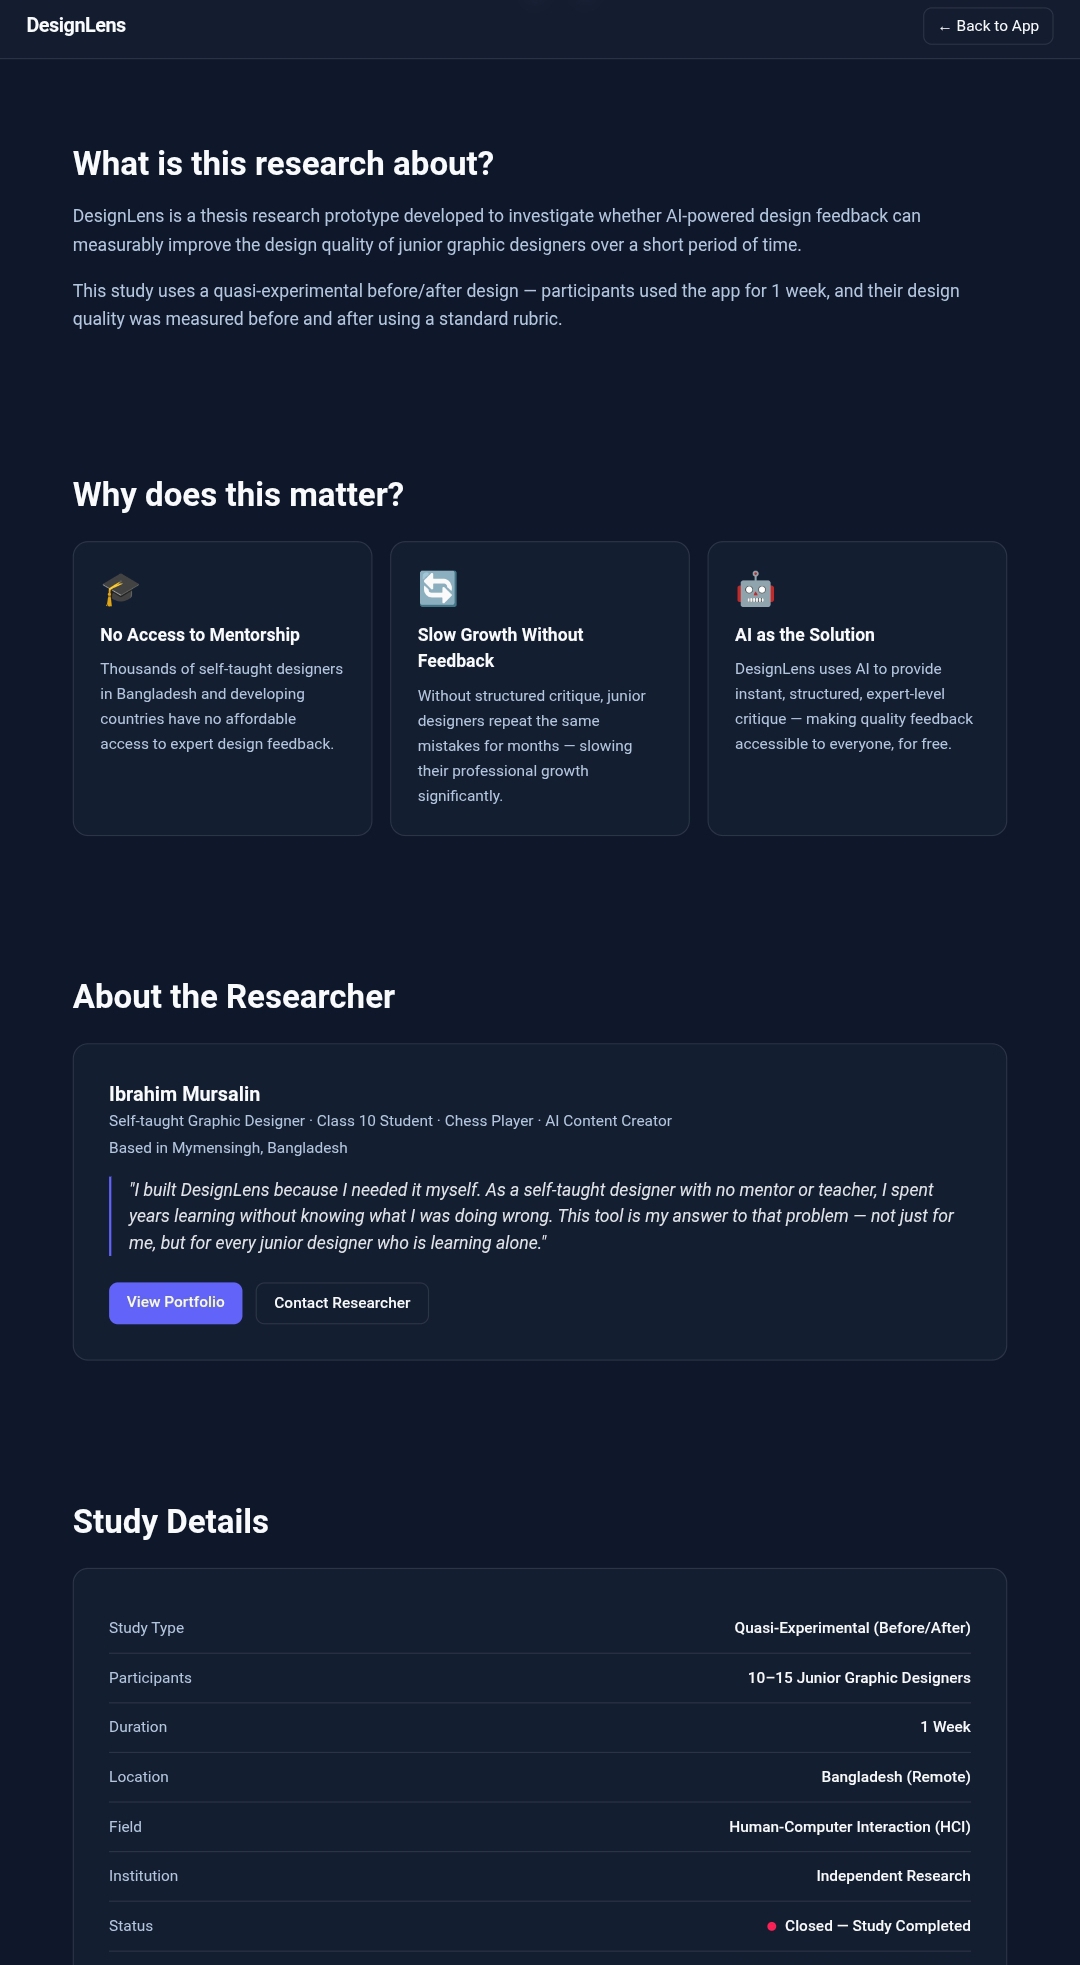 DesignLens
← Back to App
What is this research about?
DesignLens is a thesis research prototype developed to investigate whether AI-powered design feedback can
measurably improve the design quality of junior graphic designers over a short period of time.
This study uses a quasi-experimental before/after design — participants used the app for 1 week, and their design
quality was measured before and after using a standard rubric.
Why does this matter?
No Access to Mentorship
Thousands of self-taught designers
in Bangladesh and developing
countries have no affordable
access to expert design feedback.
Slow Growth Without
Feedback
Without structured critique, junior
designers repeat the same
mistakes for months — slowing
their professional growth
significantly.
AI as the Solution
DesignLens uses AI to provide
instant, structured, expert-level
critique — making quality feedback
accessible to everyone, for free.
About the Researcher
Ibrahim Mursalin
Self-taught Graphic Designer · Class 10 Student · Chess Player · AI Content Creator
Based in Mymensingh, Bangladesh
"I built DesignLens because I needed it myself. As a self-taught designer with no mentor or teacher, I spent
years learning without knowing what I was doing wrong. This tool is my answer to that problem — not just for
me, but for every junior designer who is learning alone."
View Portfolio
Contact Researcher
Study Details
Study Type
Quasi-Experimental (Before/After)
Participants
10–15 Junior Graphic Designers
Duration
1 Week
Location
Bangladesh (Remote)
Field
Human-Computer Interaction (HCI)
Institution
Independent Research
Status
Closed — Study Completed